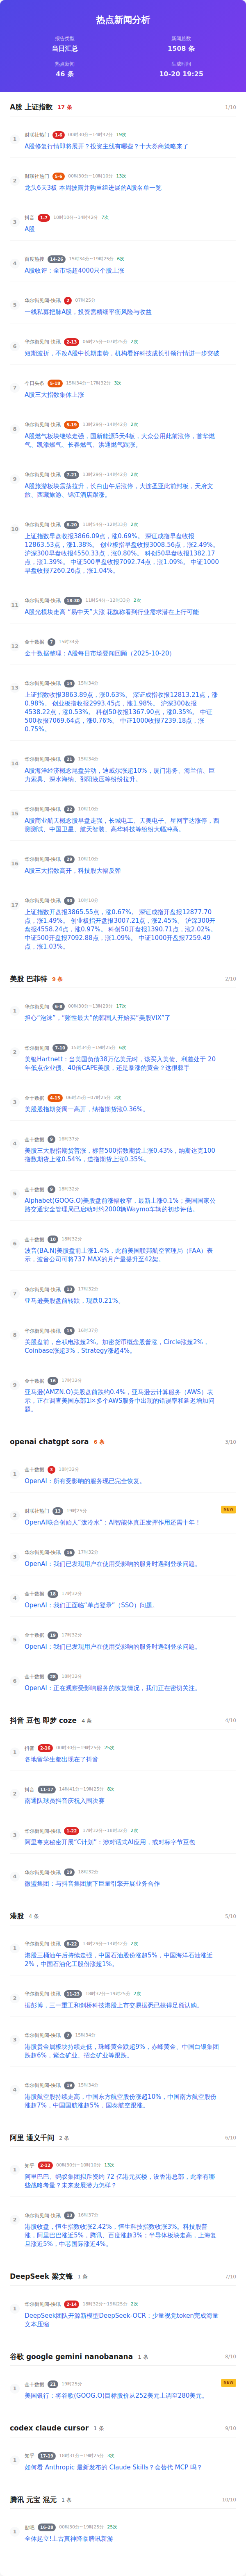 热点新闻分析
报告类型
当日汇总
新闻总数
1508 条
热点新闻
46 条
生成时间
10-20 19:25
A股 上证指数 17 条 1/10
1 财联社热门 1-6 00时30分~14时42分 19次
A股修复行情即将展开？投资主线有哪些？十大券商策略来了
2 财联社热门 5-6 00时30分~10时10分 13次
龙头6天3板 本周披露并购重组进展的A股名单一览
3 抖音 1-7 10时10分~14时42分 7次
A股
4 百度热搜 14-26 15时34分~19时25分 6次
A股收评：全市场超4000只个股上涨
5 华尔街见闻-快讯 2 07时25分
一线私募把脉A股，投资需精细平衡风险与收益
6 华尔街见闻-快讯 2-13 06时25分~07时25分 2次
短期波折，不改A股中长期走势，机构看好科技成长引领行情进一步突破
7 今日头条 5-18 15时34分~17时32分 3次
A股三大指数集体上涨
8 华尔街见闻-快讯 5-19 13时29分~14时42分 2次
A股燃气板块继续走强，国新能源5天4板，大众公用此前涨停，首华燃气、凯添燃气、长春燃气、洪通燃气跟涨。
9 华尔街见闻-快讯 7-21 13时29分~14时42分 2次
A股旅游板块震荡拉升，长白山午后涨停，大连圣亚此前封板，天府文旅、西藏旅游、锦江酒店跟涨。
10 华尔街见闻-快讯 8-20 11时54分~12时33分 2次
上证指数早盘收报3866.09点，涨0.69%。 深证成指早盘收报12863.53点，涨1.38%。 创业板指早盘收报3008.56点，涨2.49%。 沪深300早盘收报4550.33点，涨0.80%。 科创50早盘收报1382.17点，涨1.39%。 中证500早盘收报7092.74点，涨1.09%。 中证1000早盘收报7260.26点，涨1.04%。
11 华尔街见闻-快讯 18-30 11时54分~12时33分 2次
A股光模块走高 “易中天”大涨 花旗称看到行业需求潜在上行可能
12 金十数据 7 15时34分
金十数据整理：A股每日市场要闻回顾（2025-10-20）
13 华尔街见闻-快讯 14 15时34分
上证指数收报3863.89点，涨0.63%。 深证成指收报12813.21点，涨0.98%。 创业板指收报2993.45点，涨1.98%。 沪深300收报4538.22点，涨0.53%。 科创50收报1367.90点，涨0.35%。 中证500收报7069.64点，涨0.76%。 中证1000收报7239.18点，涨0.75%。
14 华尔街见闻-快讯 21 15时34分
A股海洋经济概念尾盘异动，迪威尔涨超10%，厦门港务、海兰信、巨力索具、深水海纳、邵阳液压等纷纷拉升。
15 华尔街见闻-快讯 22 10时10分
A股商业航天概念股早盘走强，长城电工、天奥电子、星网宇达涨停，西测测试、中国卫星、航天智装、高华科技等纷纷大幅冲高。
16 华尔街见闻-快讯 29 10时10分
A股三大指数高开，科技股大幅反弹
17 华尔街见闻-快讯 30 10时10分
上证指数开盘报3865.55点，涨0.67%。 深证成指开盘报12877.70点，涨1.49%。 创业板指开盘报3007.21点，涨2.45%。 沪深300开盘报4558.24点，涨0.97%。 科创50开盘报1390.71点，涨2.02%。 中证500开盘报7092.88点，涨1.09%。 中证1000开盘报7259.49点，涨1.03%。
美股 巴菲特 9 条 2/10
1 华尔街见闻 6-8 00时30分~13时29分 17次
担心“泡沫”，“赌性最大”的韩国人开始买“美股VIX”了
2 华尔街见闻 7-10 15时34分~19时25分 6次
美银Hartnett：当美国负债38万亿美元时，该买入美债、利差处于 20 年低点企业债、40倍CAPE美股，还是暴涨的黄金？这很棘手
3 金十数据 4-15 06时25分~07时25分 2次
美股股指期货周一高开，纳指期货涨0.36%。
4 金十数据 9 16时37分
美股三大股指期货普涨，标普500指数期货上涨0.43%，纳斯达克100指数期货上涨0.54%，道指期货上涨0.35%。
5 金十数据 9 18时32分
Alphabet(GOOG.O)美股盘前涨幅收窄，最新上涨0.1%；美国国家公路交通安全管理局已启动对约2000辆Waymo车辆的初步评估。
6 金十数据 10 18时32分
波音(BA.N)美股盘前上涨1.4%，此前美国联邦航空管理局（FAA）表示，波音公司可将737 MAX的月产量提升至42架。
7 华尔街见闻-快讯 13 17时32分
亚马逊美股盘前转跌，现跌0.21%。
8 华尔街见闻-快讯 15 16时37分
美股盘前，台积电涨超2%。加密货币概念股普涨，Circle涨超2%，Coinbase涨超3%，Strategy涨超4%。
9 金十数据 16 17时32分
亚马逊(AMZN.O)美股盘前跌约0.4%，亚马逊云计算服务（AWS）表示，正在调查美国东部1区多个AWS服务中出现的错误率和延迟增加问题。
openai chatgpt sora 6 条 3/10
1 金十数据 3 18时32分
OpenAI：所有受影响的服务现已完全恢复。
2 财联社热门 13 19时25分 NEW
OpenAI联合创始人“泼冷水”：AI智能体真正发挥作用还需十年！
3 华尔街见闻-快讯 16 17时32分
OpenAI：我们已发现用户在使用受影响的服务时遇到登录问题。
4 金十数据 18 17时32分
OpenAI：我们正面临“单点登录”（SSO）问题。
5 金十数据 19 17时32分
OpenAI：我们已发现用户在使用受影响的服务时遇到登录问题。
6 金十数据 28 18时32分
OpenAI：正在观察受影响服务的恢复情况，我们正在密切关注。
抖音 豆包 即梦 coze 4 条 4/10
1 抖音 2-16 00时30分~19时25分 25次
各地留学生都出现在了抖音
2 抖音 11-17 14时41分~19时25分 8次
南通队球员抖音庆祝入围决赛
3 华尔街见闻-快讯 1-22 17时32分~18时32分 2次
阿里夸克秘密开展“C计划”：涉对话式AI应用，或对标字节豆包
4 华尔街见闻-快讯 19 18时32分
微盟集团：与抖音集团旗下巨量引擎开展业务合作
港股 4 条 5/10
1 华尔街见闻-快讯 8-22 13时29分~14时42分 2次
港股三桶油午后持续走强，中国石油股份涨超5%，中国海洋石油涨近2%，中国石油化工股份涨超1%。
2 华尔街见闻-快讯 11-23 18时32分~19时25分 2次
据彭博，三一重工和剑桥科技港股上市交易据悉已获得足额认购。
3 华尔街见闻-快讯 7 15时34分
港股贵金属板块持续走低，珠峰黄金跌超9%，赤峰黄金、中国白银集团跌超6%，紫金矿业、招金矿业等跟跌。
4 华尔街见闻-快讯 19 15时34分
港股航空股持续走高，中国东方航空股份涨超10%，中国南方航空股份涨超7%，中国国航涨超5%，国泰航空跟涨。
阿里 通义千问 2 条 6/10
1 知乎 2-12 00时30分~10时10分 13次
阿里巴巴、蚂蚁集团拟斥资约 72 亿港元买楼，设香港总部，此举有哪些战略考量？未来发展潜力怎样？
2 华尔街见闻-快讯 13 16时37分
港股收盘，恒生指数收涨2.42%，恒生科技指数收涨3%。科技股普涨，阿里巴巴涨近5%，腾讯、百度涨超3%；半导体板块走高，上海复旦涨近5%，中芯国际涨近4%。
DeepSeek 梁文锋 1 条 7/10
1 华尔街见闻-快讯 2-14 18时32分~19时25分 2次
DeepSeek团队开源新模型DeepSeek-OCR：少量视觉token完成海量文本压缩
谷歌 google gemini nanobanana 1 条 8/10
1 金十数据 21 19时25分 NEW
美国银行：将谷歌(GOOG.O)目标股价从252美元上调至280美元。
codex claude cursor 1 条 9/10
1 知乎 17-19 16时31分~19时25分 3次
如何看 Anthropic 最新发布的 Claude Skills？会替代 MCP 吗？
腾讯 元宝 混元 1 条 10/10
1 贴吧 16-28 00时30分~19时25分 25次
全体起立!上古真神降临腾讯新游